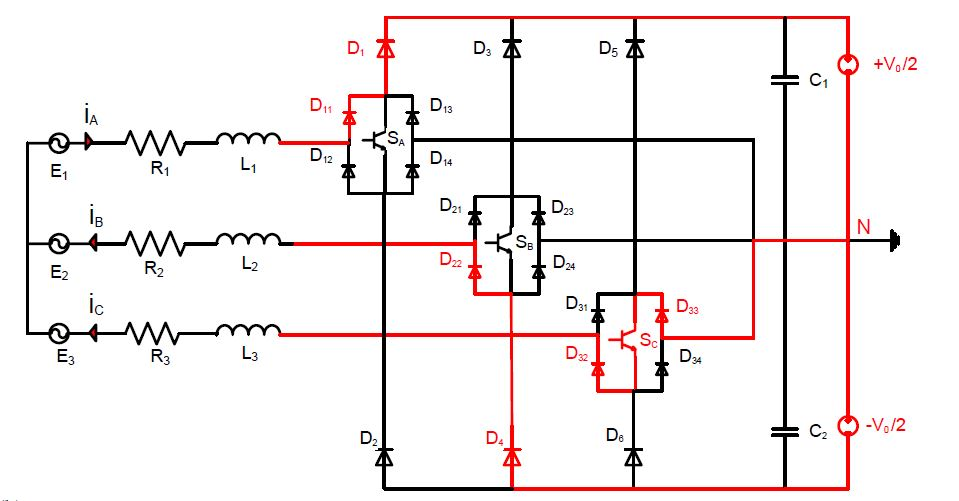 D1 D3 D5 +V0/2
D11 D13 C1
iA SA
E1 R1 L1 D12 D14
D21 D23
iB SB N
E2 R2 L2 D22 D24
iC D31 D33
SC
E3 R3 L3 D32 D34
D2 D4 D6 C2 -V0/2